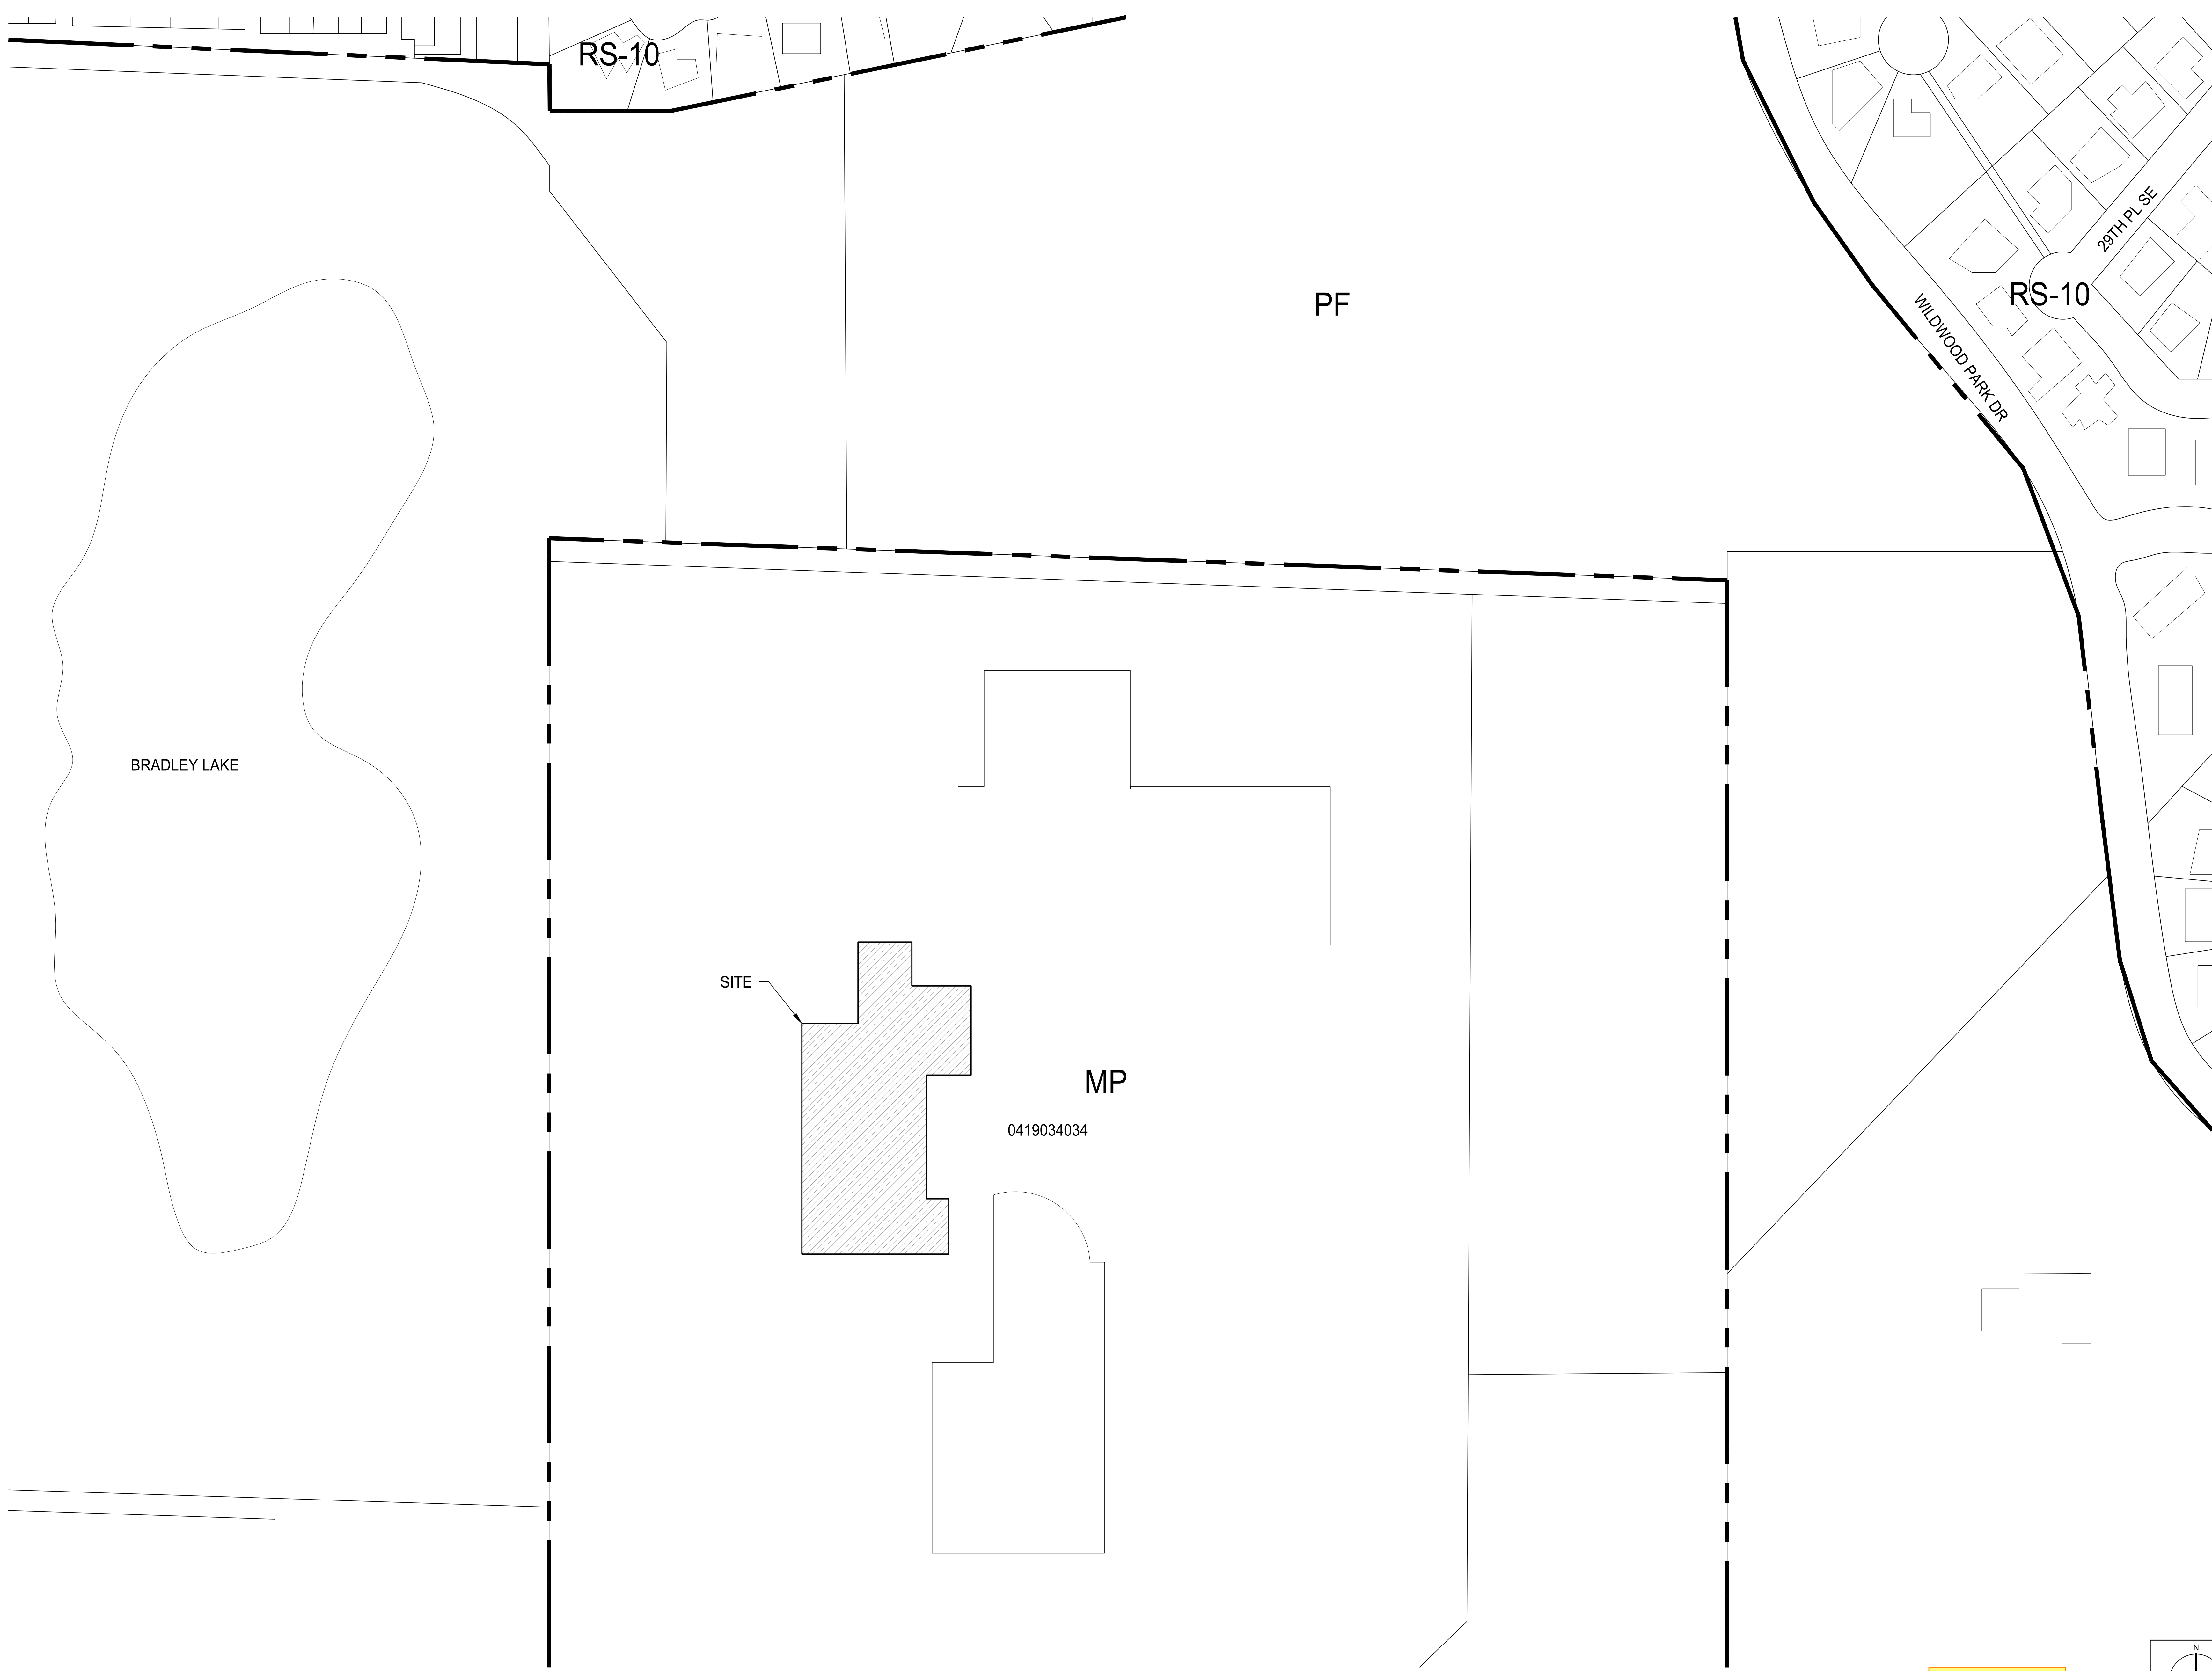 RS-10
29TH PL SE
PF
RS-10
WILDWOOD PARK DR
BRADLEY LAKE
SITE
MP
0419034034
N